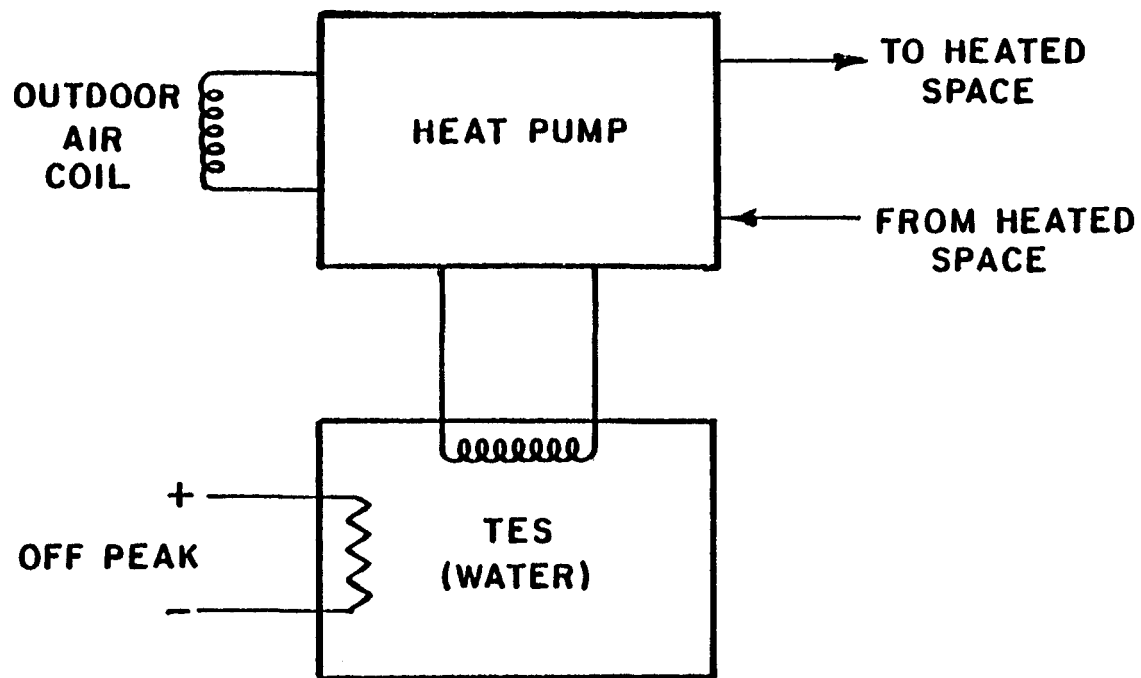 OUTDOOR
AIR
COIL
HEAT PUMP
TO HEATED
SPACE
FROM HEATED
SPACE
+
OFF PEAK
-
TES
(WATER)